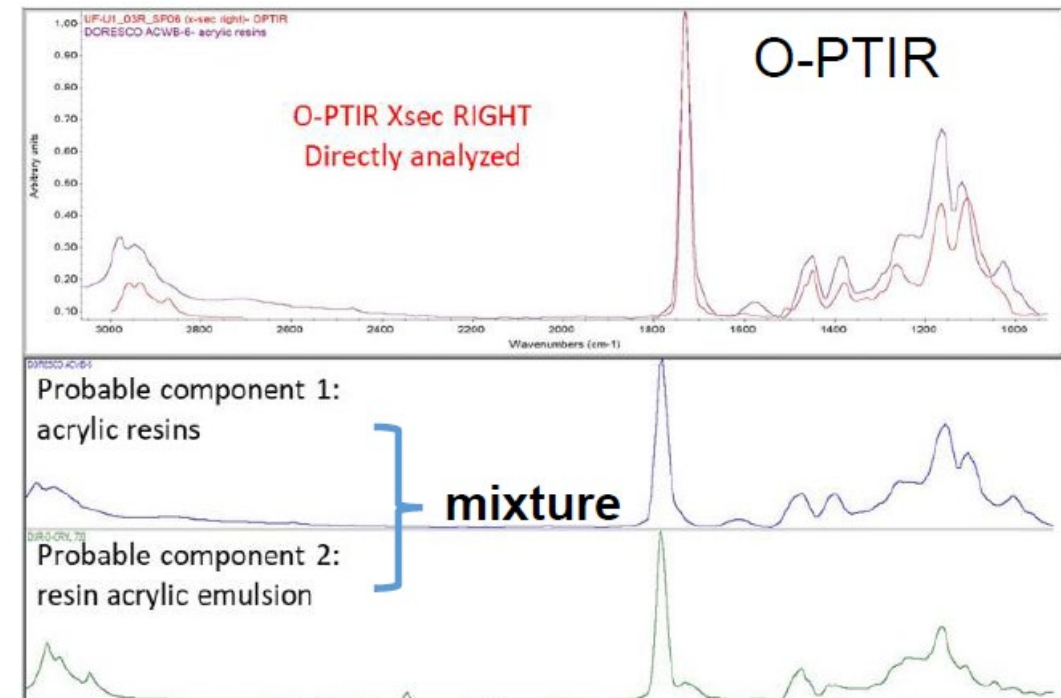 UF-U1_03R_SP06 (x-sec right)- OPTIR
DORESCO ACWB-6- acrylic resins
O-PTIR
O-PTIR Xsec RIGHT
Directly analyzed
Arbitrary units
1.00
0.90
0.80
0.70
0.60
0.50
0.40
0.30
0.20
0.10
3000 2800 2600 2400 2200 2000 1800 1600 1400 1200 1000
Wavenumbers (cm-1)
DORESCO ACWB-6
Probable component 1:
acrylic resins
mixture
Probable component 2:
resin acrylic emulsion